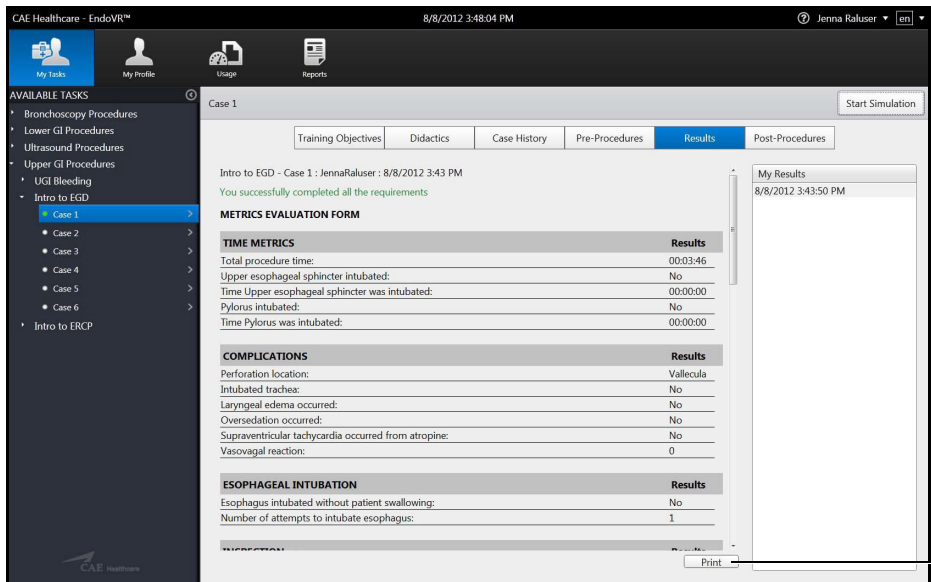 CAE Healthcare - EndoVR™ 8/8/2012 3:48:04 PM Jenna Raluser en
My Tasks My Profile Usage Reports
AVAILABLE TASKS
Bronchoscopy Procedures
Lower GI Procedures
Ultrasound Procedures
Upper GI Procedures
UGI Bleeding
Intro to EGD
Case 1
Case 2
Case 3
Case 4
Case 5
Case 6
Intro to ERCP
CAE Healthcare
Case 1 Start Simulation
Training Objectives Didactics Case History Pre-Procedures Results Post-Procedures
Intro to EGD - Case 1 : JennaRaluser : 8/8/2012 3:43 PM
You successfully completed all the requirements
METRICS EVALUATION FORM
TIME METRICS Results
Total procedure time: 00:03:46
Upper esophageal sphincter intubated: No
Time Upper esophageal sphincter was intubated: 00:00:00
Pylorus intubated: No
Time Pylorus was intubated: 00:00:00
COMPLICATIONS Results
Perforation location: Vallecula
Intubated trachea: No
Laryngeal edema occurred: No
Oversedation occurred: No
Supraventricular tachycardia occurred from atropine: No
Vasovagal reaction: 0
ESOPHAGEAL INTUBATION Results
Esophagus intubated without patient swallowing: No
Number of attempts to intubate esophagus: 1
INSPECTION Results
Print
My Results
8/8/2012 3:43:50 PM